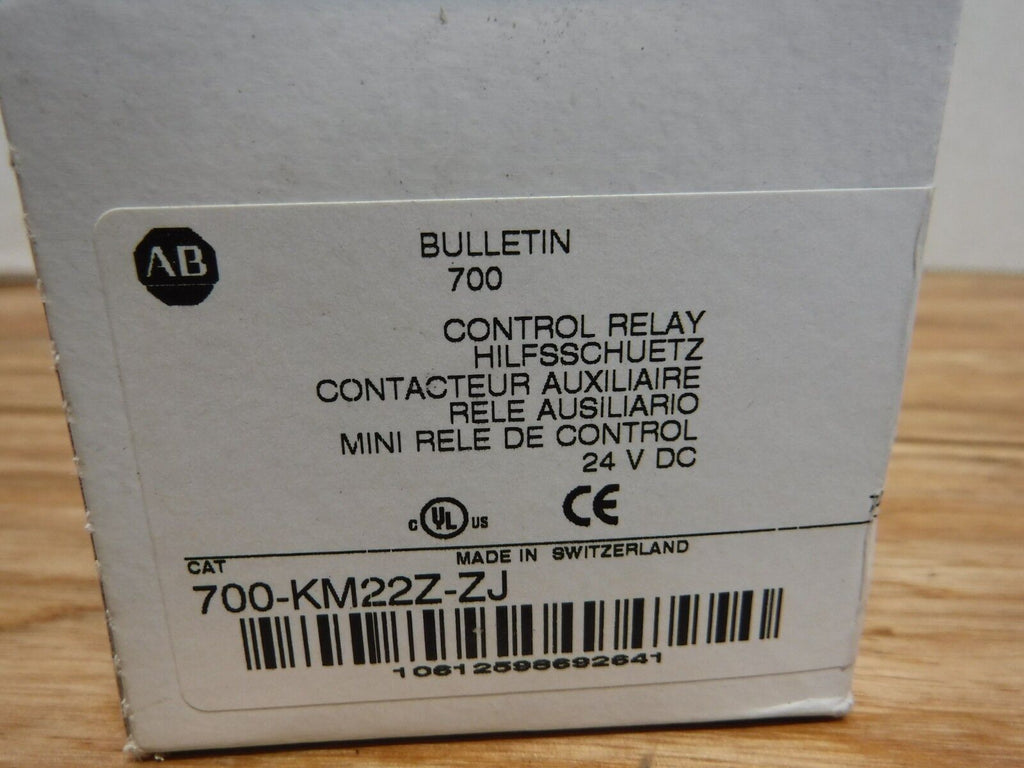 AB
BULLETIN
700
CONTROL RELAY
HILFSSCHUETZ
CONTACTEUR AUXILIAIRE
RELE AUSILIARIO
MINI RELE DE CONTROL
24 V DC
C UL US CE
MADE IN SWITZERLAND
CAT
700-KM22Z-ZJ
10612598692641